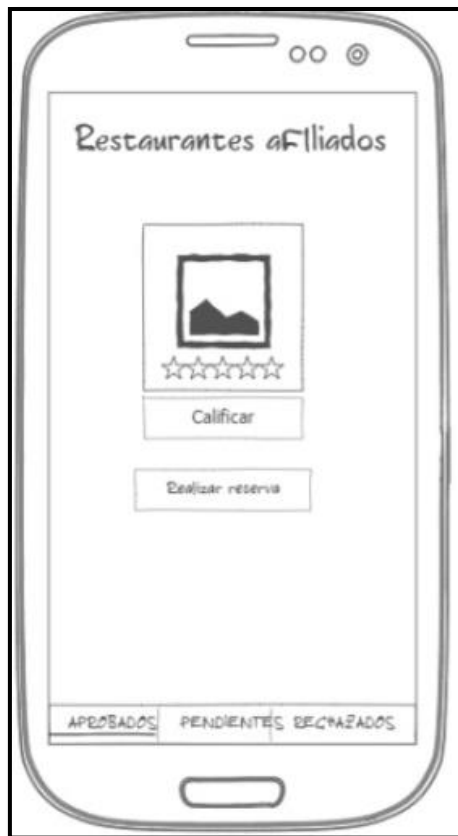 Restaurantes afiliados
Calificar
Realizar reserva
APROBADOS PENDIENTES RECHAZADOS